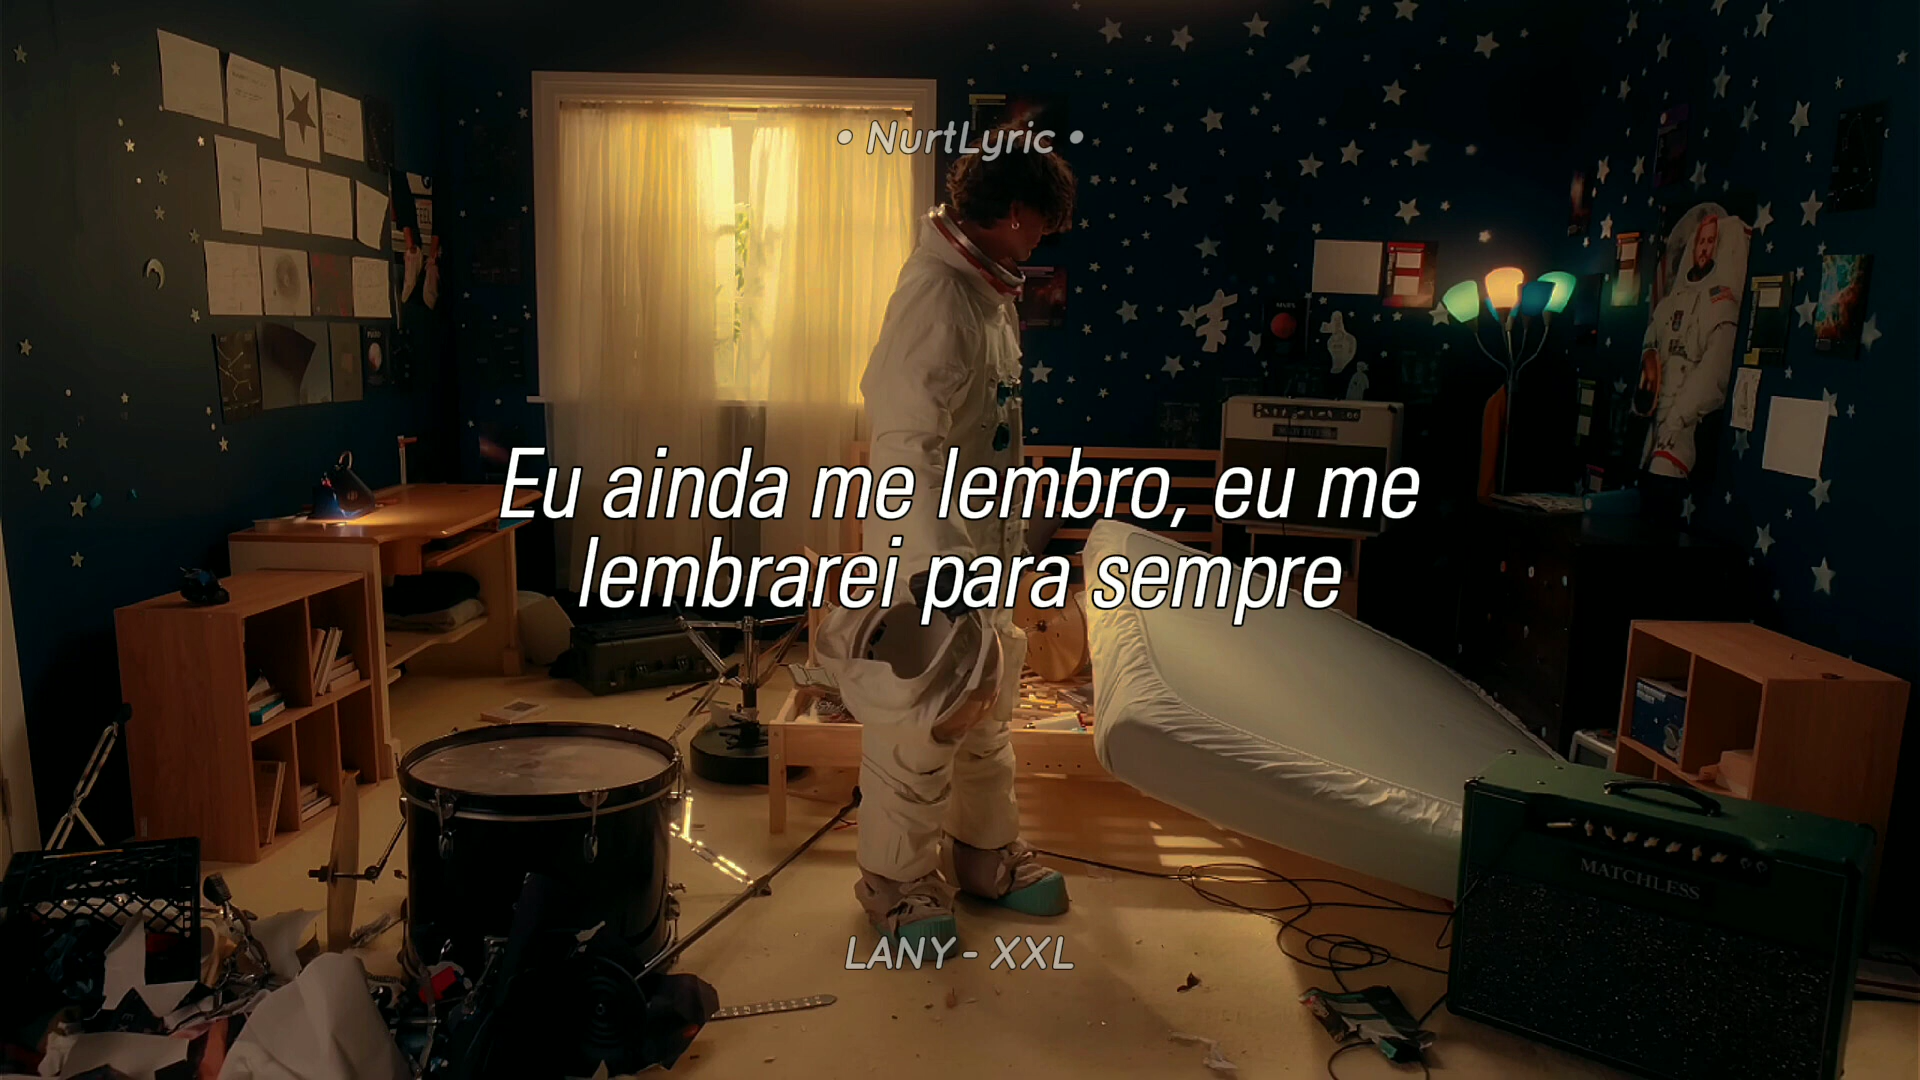 • NurtLyric •
Eu ainda me lembro, eu me
lembrarei para sempre
MATCHLESS
LANY - XXL